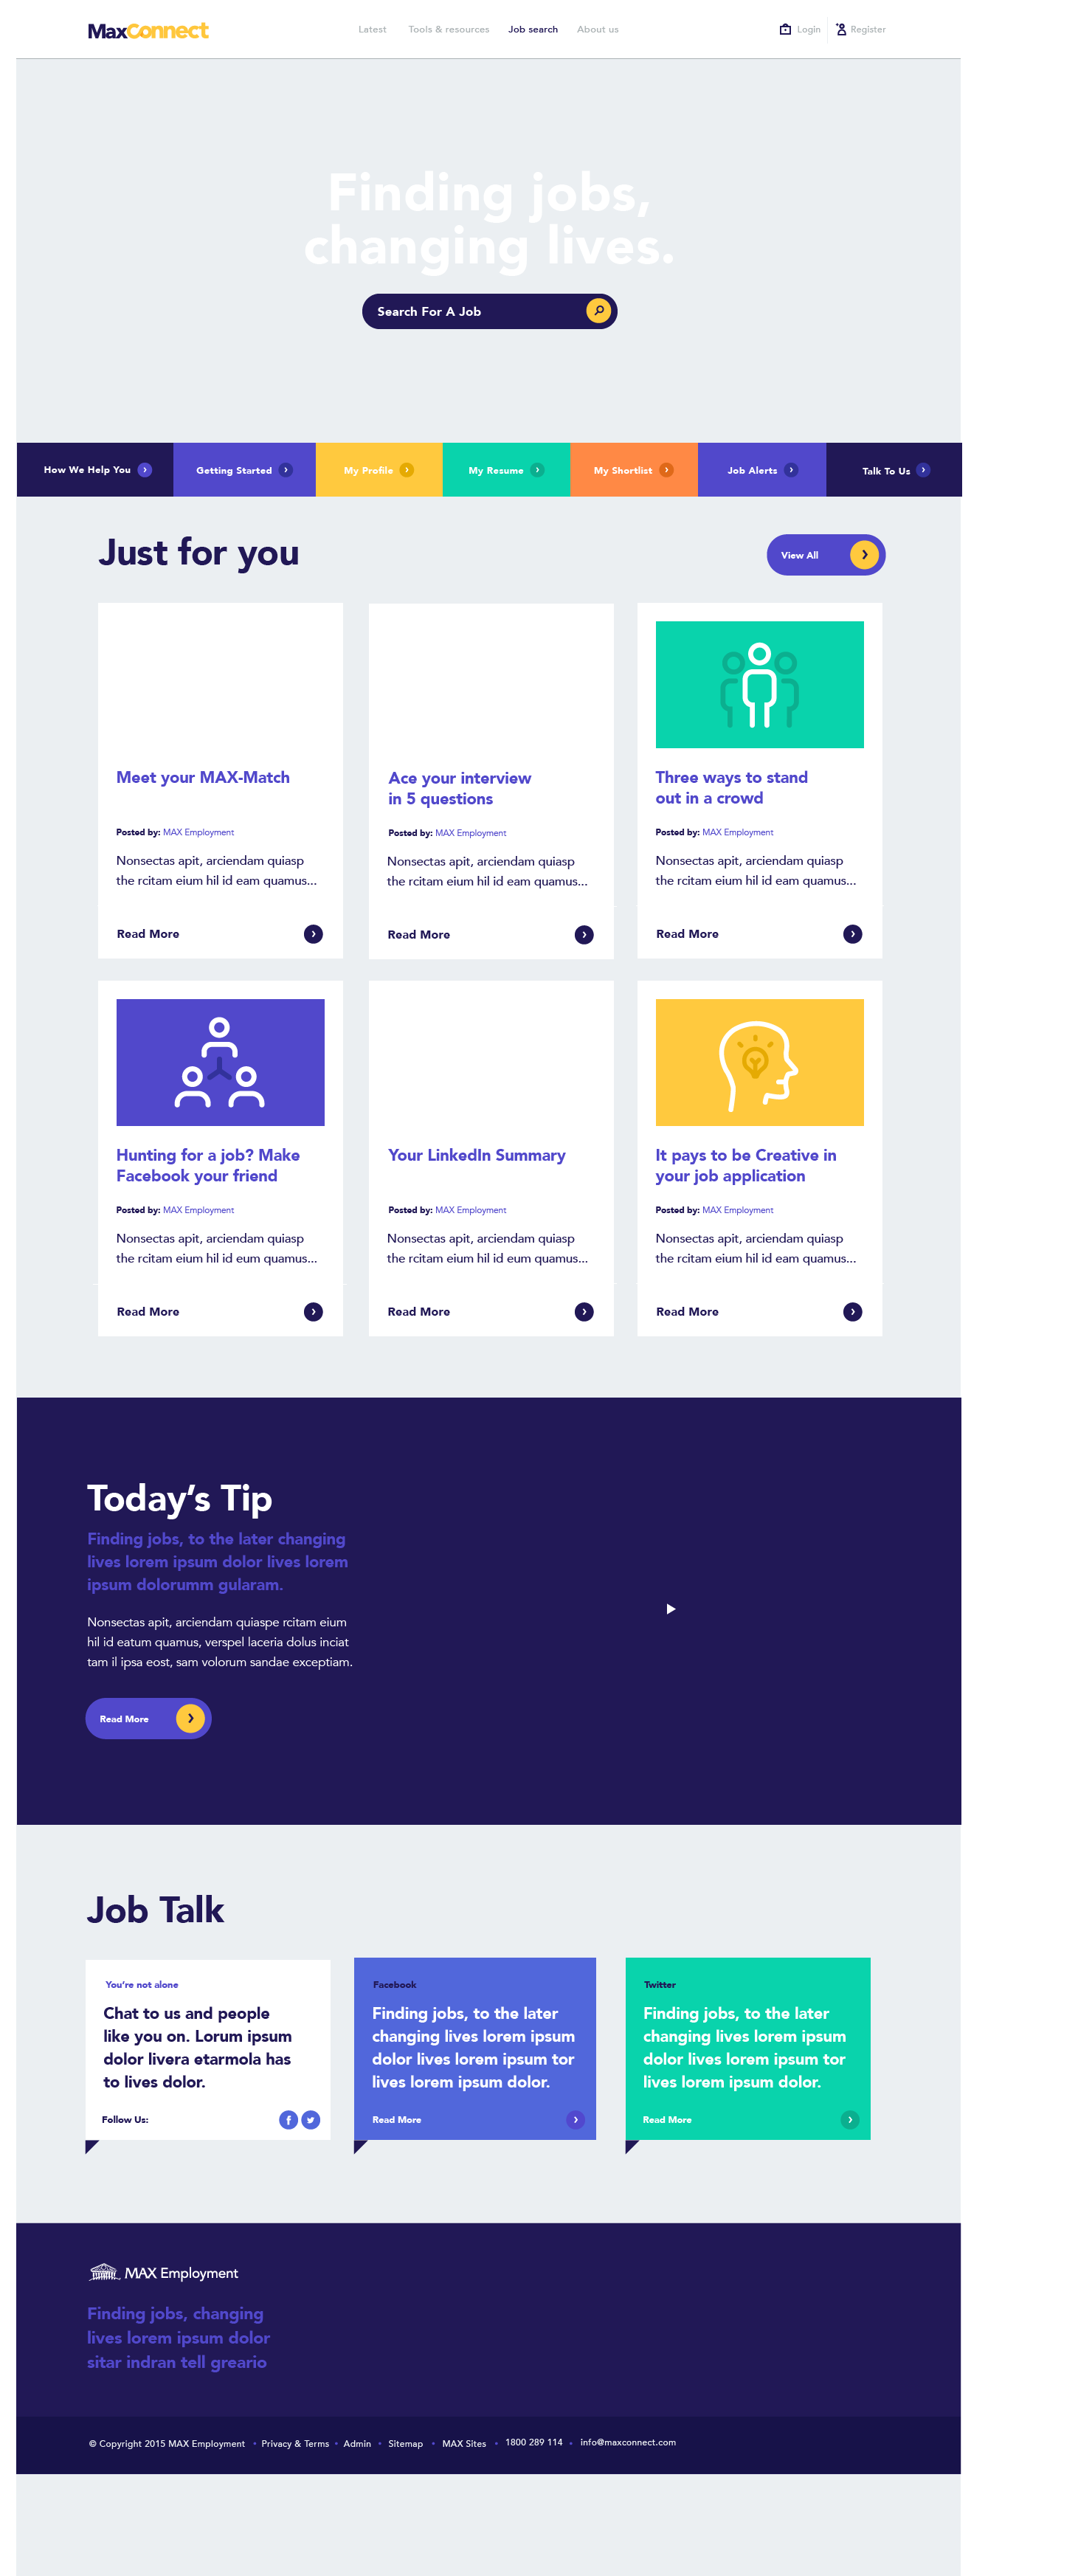 MaxConnect
Latest
Tools & resources
Job search
About us
Login
Register
Finding jobs,
changing lives.
Search For A Job
How We Help You
Getting Started
My Profile
My Resume
My Shortlist
Job Alerts
Talk To Us
Just for you
View All
Meet your MAX-Match
Posted by: MAX Employment
Nonsectas apit, arciendam quiasp
the rcitam eium hil id eam quamus...
Read More
Ace your interview
in 5 questions
Posted by: MAX Employment
Nonsectas apit, arciendam quiasp
the rcitam eium hil id eam quamus...
Read More
Three ways to stand
out in a crowd
Posted by: MAX Employment
Nonsectas apit, arciendam quiasp
the rcitam eium hil id eam quamus...
Read More
Hunting for a job? Make
Facebook your friend
Posted by: MAX Employment
Nonsectas apit, arciendam quiasp
the rcitam eium hil id eum quamus...
Read More
Your LinkedIn Summary
Posted by: MAX Employment
Nonsectas apit, arciendam quiasp
the rcitam eium hil id eum quamus...
Read More
It pays to be Creative in
your job application
Posted by: MAX Employment
Nonsectas apit, arciendam quiasp
the rcitam eium hil id eam quamus...
Read More
Today’s Tip
Finding jobs, to the later changing
lives lorem ipsum dolor lives lorem
ipsum dolorumm gularam.
Nonsectas apit, arciendam quiaspe rcitam eium
hil id eatum quamus, verspel laceria dolus inciat
tam il ipsa eost, sam volorum sandae exceptiam.
Read More
Job Talk
You’re not alone
Chat to us and people
like you on. Lorum ipsum
dolor livera etarmola has
to lives dolor.
Follow Us:
Facebook
Finding jobs, to the later
changing lives lorem ipsum
dolor lives lorem ipsum tor
lives lorem ipsum dolor.
Read More
Twitter
Finding jobs, to the later
changing lives lorem ipsum
dolor lives lorem ipsum tor
lives lorem ipsum dolor.
Read More
MAX Employment
Finding jobs, changing
lives lorem ipsum dolor
sitar indran tell greario
© Copyright 2015 MAX Employment • Privacy & Terms • Admin • Sitemap • MAX Sites • 1800 289 114 • info@maxconnect.com